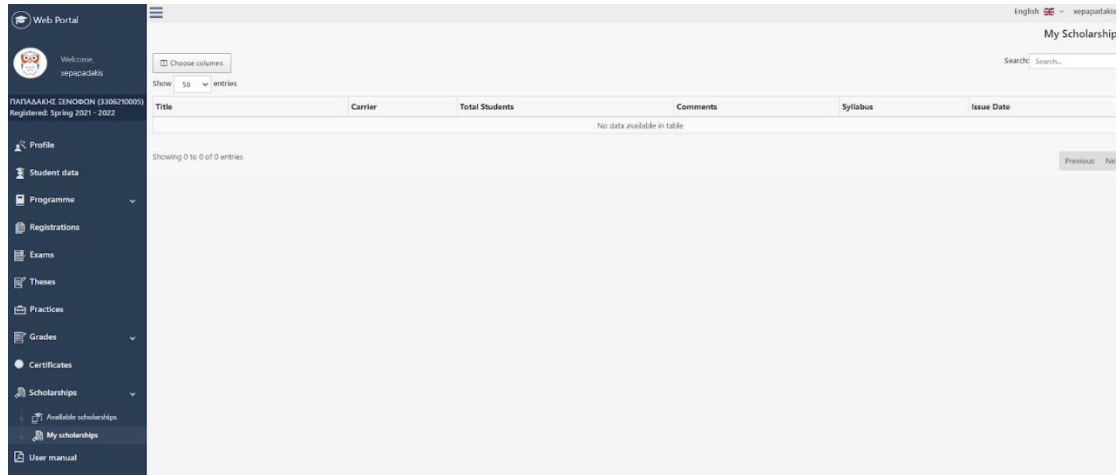 Web Portal
English
xepapadakis
My Scholarship
Welcome,
xepapadakis
Choose columns
Search:
Search...
Show 50 entries
ΠΑΠΑΔΑΚΗΣ ΞΕΝΟΦΩΝ (3306210005)
Registered: Spring 2021 - 2022
Title Carrier Total Students Comments Syllabus Issue Date
No data available in table
Showing 0 to 0 of 0 entries
Previous Ne
Profile
Student data
Programme
Registrations
Exams
Theses
Practices
Grades
Certificates
Scholarships
Available scholarships
My scholarships
User manual